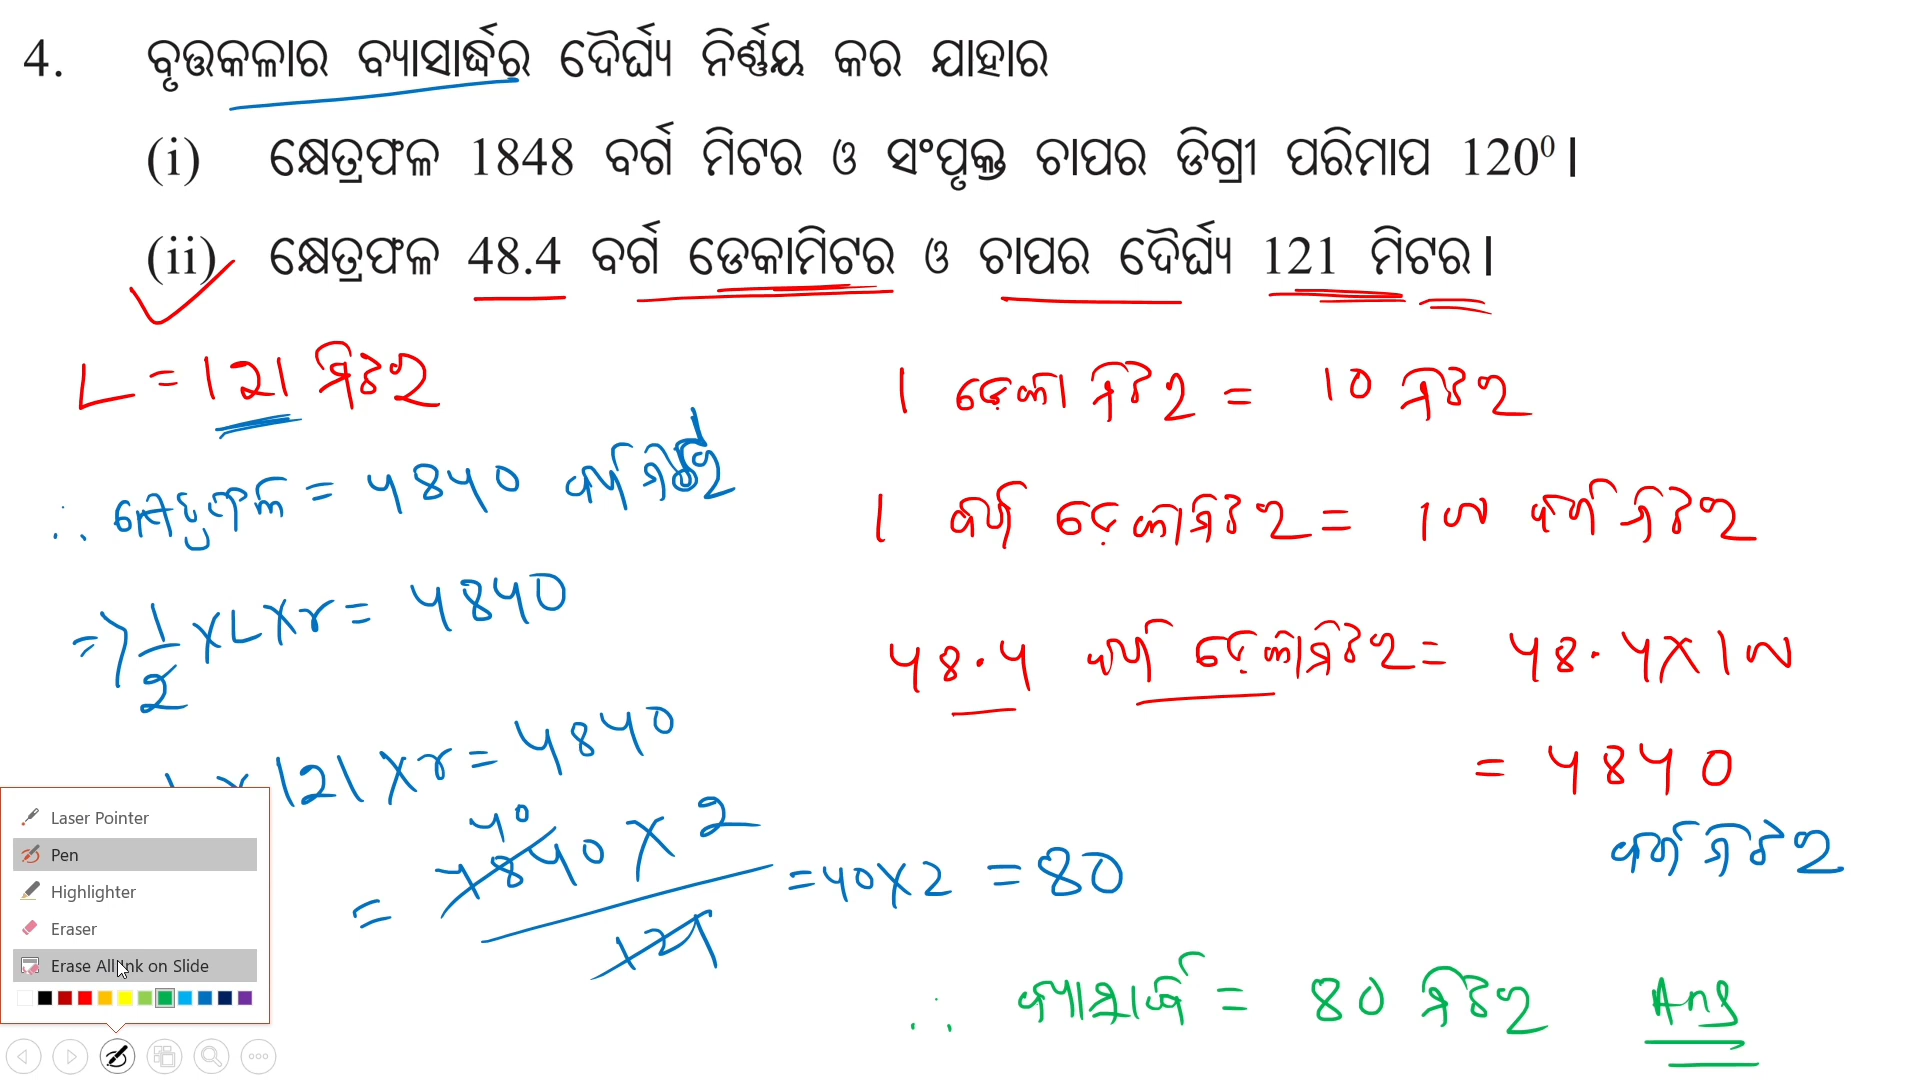 4. ବୃତ୍ତକଳାର ବ୍ୟାସାର୍ଦ୍ଧର ଦୈର୍ଘ୍ୟ ନିର୍ଣ୍ଣୟ କର ଯାହାର
(i) କ୍ଷେତ୍ରଫଳ 1848 ବର୍ଗ ମିଟର ଓ ସଂପୃକ୍ତ ଚାପର ଡିଗ୍ରୀ ପରିମାପ 120⁰।
(ii) କ୍ଷେତ୍ରଫଳ 48.4 ବର୍ଗ ଡେକାମିଟର ଓ ଚାପର ଦୈର୍ଘ୍ୟ 121 ମିଟର।
L = 121 ମିଟର
∴ କ୍ଷେତ୍ରଫଳ = 4840 ବର୍ଗ ମିଟର
=> 1/2 × L × r = 4840
× 121 × r = 4840
= 4840 × 2 / 121 = 40 × 2 = 80
40
1 ଡେକା ମିଟର = 10 ମିଟର
1 ବର୍ଗ ଡେକାମିଟର = 100 ବର୍ଗ ମିଟର
48.4 ବର୍ଗ ଡେକାମିଟର = 48.4 × 100
= 4840
ବର୍ଗ ମିଟର
∴ ବ୍ୟାସାର୍ଦ୍ଧ = 80 ମିଟର Ans
Laser Pointer
Pen
Highlighter
Eraser
Erase All Ink on Slide